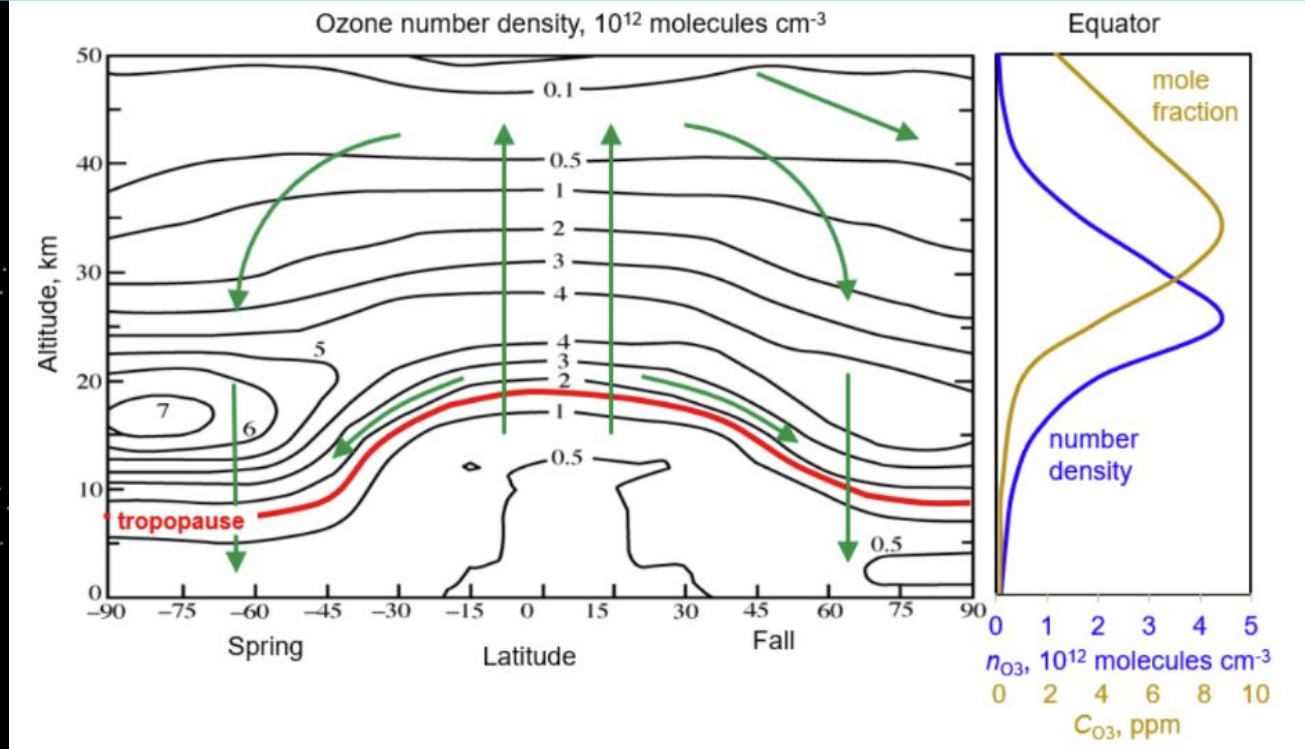 Ozone number density, 10¹² molecules cm⁻³
Equator
50
40
30
20
10
0
Altitude, km
0.1
0.5
1
2
3
4
4
3
2
1
0.5
5
7
6
0.5
tropopause
–90 –75 –60 –45 –30 –15 0 15 30 45 60 75 90
Spring
Latitude
Fall
mole
fraction
number
density
0 1 2 3 4 5
nO3, 10¹² molecules cm⁻³
0 2 4 6 8 10
CO3, ppm